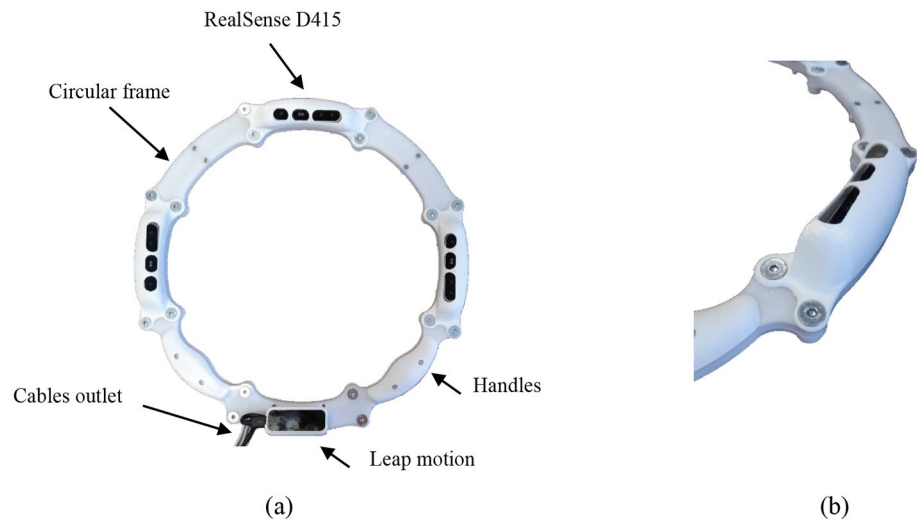 RealSense D415
Circular frame
Cables outlet
Handles
Leap motion
(a)
(b)